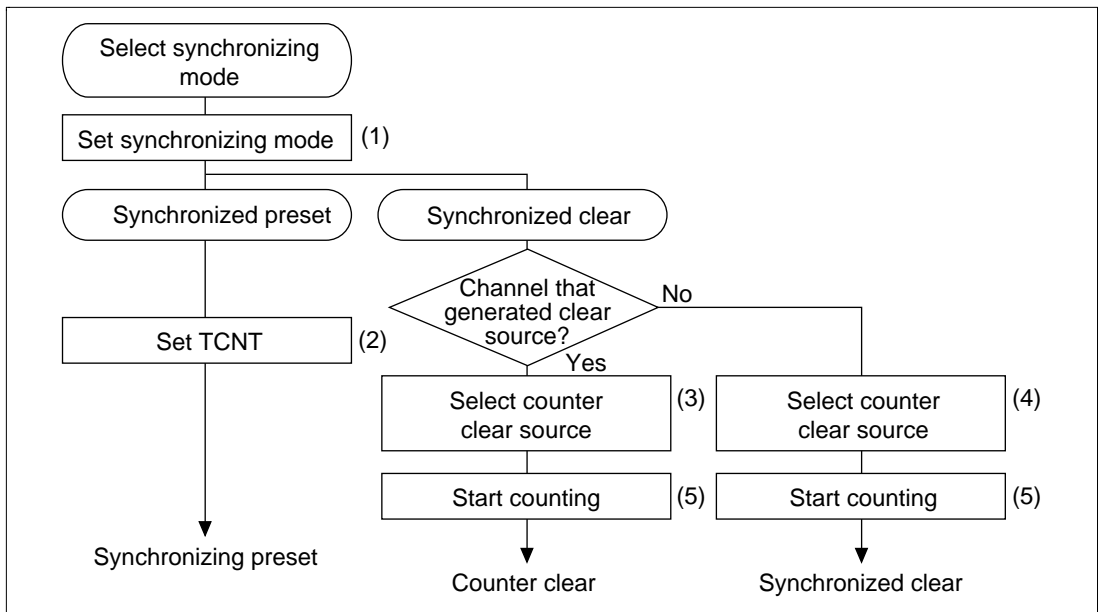 Select synchronizing
mode
Set synchronizing mode (1)
Synchronized preset
Synchronized clear
Channel that
generated clear
source?
No
Yes
Set TCNT (2)
Select counter
clear source
(3)
Select counter
clear source
(4)
Start counting (5)
Start counting (5)
Synchronizing preset
Counter clear
Synchronized clear